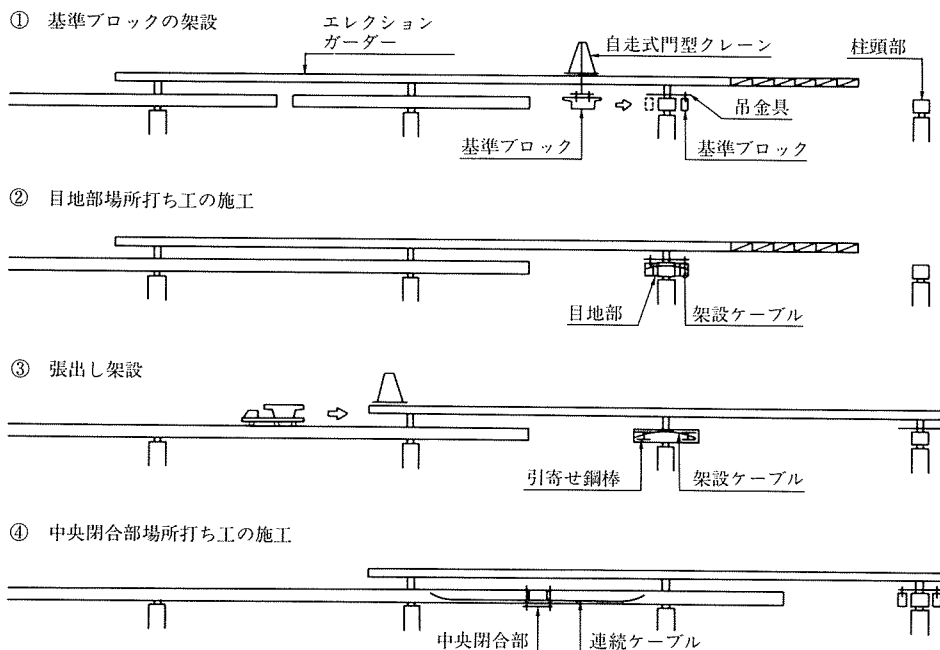 ① 基準ブロックの架設
エレクション
ガーダー
自走式門型クレーン
柱頭部
吊金具
基準ブロック
基準ブロック
② 目地部場所打ち工の施工
目地部
架設ケーブル
③ 張出し架設
引寄せ鋼棒
架設ケーブル
④ 中央閉合部場所打ち工の施工
中央閉合部
連続ケーブル